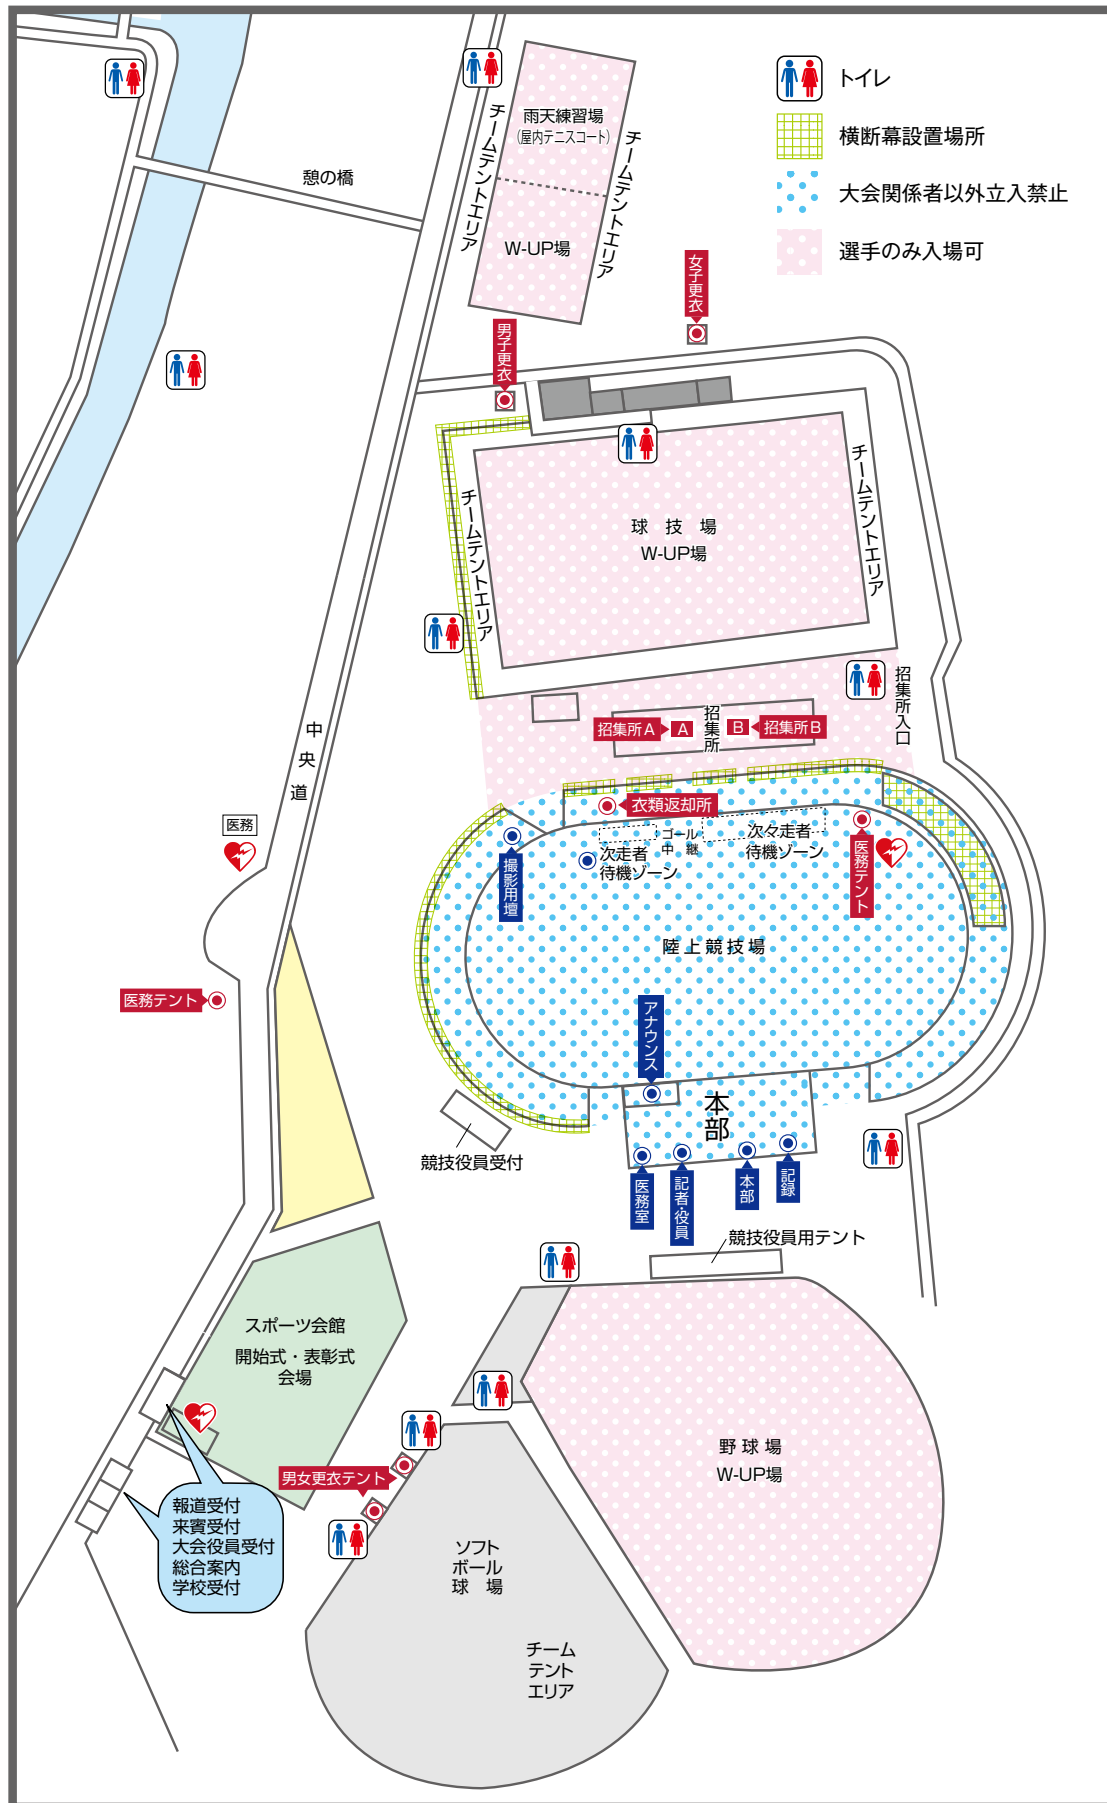 トイレ
横断幕設置場所
大会関係者以外立入禁止
選手のみ入場可
憩の橋
チームテントエリア
雨天練習場
(屋内テニスコート)
W-UP場
チームテントエリア
女子更衣
男子更衣
チームテントエリア
球技場
W-UP場
チームテントエリア
招集所入口
招集所A
A
招集所
B
招集所B
中央道
医務
衣類返却所
撮影用壇
次走者
待機ゾーン
ゴール
中継
次々走者
待機ゾーン
医務テント
陸上競技場
医務テント
アナウンス
本部
競技役員受付
医務室
記者・役員
本部
記録
競技役員用テント
スポーツ会館
開始式・表彰式
会場
野球場
W-UP場
男女更衣テント
報道受付
来賓受付
大会役員受付
総合案内
学校受付
ソフト
ボール
球場
チーム
テント
エリア